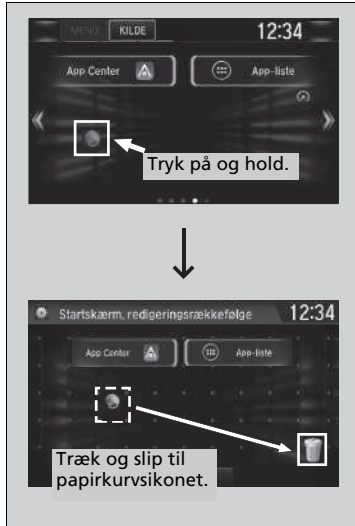 MENU KILDE 12:34
App Center App-liste
Tryk på og hold.
Startskærm, redigeringsrækkefølge 12:34
App Center App-liste
Træk og slip til
papirkurvsikonet.